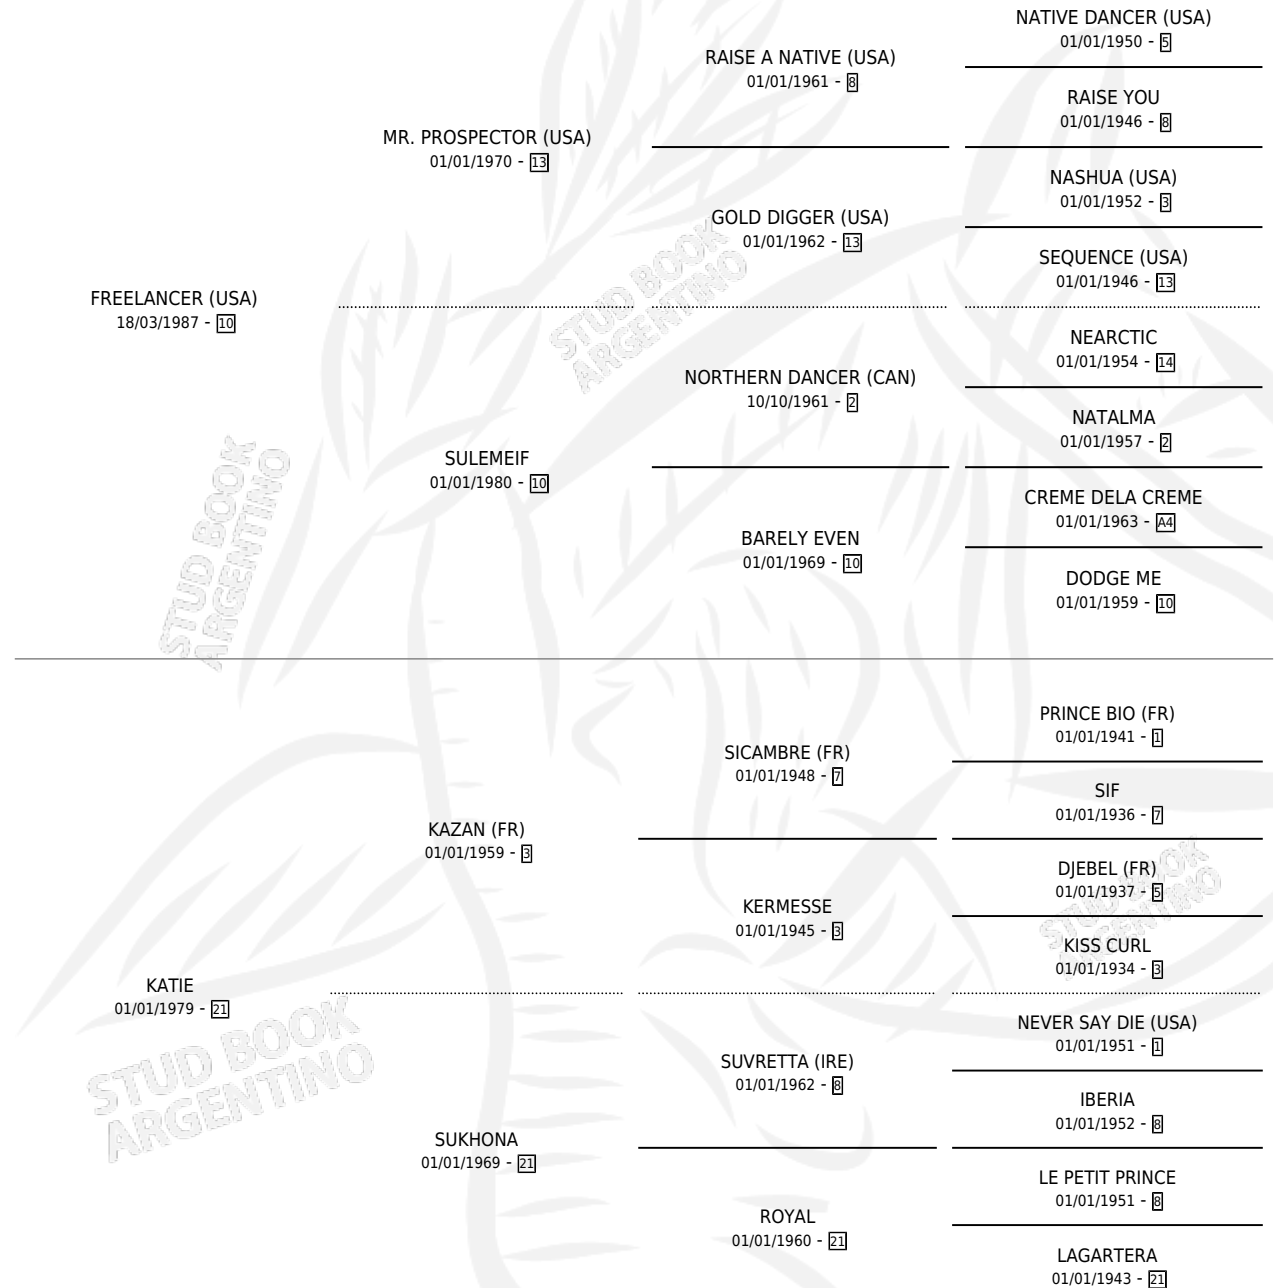 NATIVE DANCER (USA)
01/01/1950 - 5
RAISE A NATIVE (USA)
01/01/1961 - 8
RAISE YOU
01/01/1946 - 8
MR. PROSPECTOR (USA)
01/01/1970 - 13
NASHUA (USA)
01/01/1952 - 3
GOLD DIGGER (USA)
01/01/1962 - 13
SEQUENCE (USA)
01/01/1946 - 13
FREELANCER (USA)
18/03/1987 - 10
STUD BOOK
ARGENTINO
NEARCTIC
01/01/1954 - 14
NORTHERN DANCER (CAN)
10/10/1961 - 2
NATALMA
01/01/1957 - 2
SULEMEIF
01/01/1980 - 10
CREME DELA CREME
01/01/1963 - A4
BARELY EVEN
01/01/1969 - 10
DODGE ME
01/01/1959 - 10
STUD BOOK
ARGENTINO
PRINCE BIO (FR)
01/01/1941 - 1
SICAMBRE (FR)
01/01/1948 - 7
SIF
01/01/1936 - 7
KAZAN (FR)
01/01/1959 - 3
DJEBEL (FR)
01/01/1937 - 5
KERMESSE
01/01/1945 - 3
STUD BOOK
ARGENTINO
KISS CURL
01/01/1934 - 3
KATIE
01/01/1979 - 21
NEVER SAY DIE (USA)
01/01/1951 - 1
SUVRETTA (IRE)
01/01/1962 - 8
STUD BOOK
ARGENTINO
IBERIA
01/01/1952 - 8
SUKHONA
01/01/1969 - 21
LE PETIT PRINCE
01/01/1951 - 8
ROYAL
01/01/1960 - 21
LAGARTERA
01/01/1943 - 21